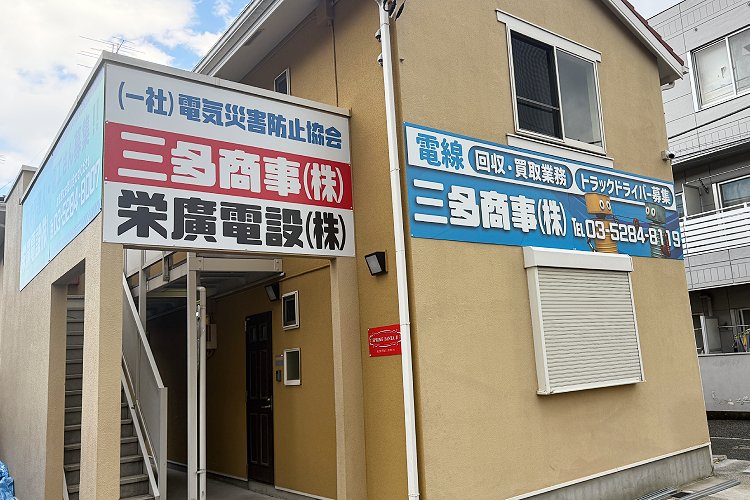 (一社)電気災害防止協会
三多商事(株)
栄廣電設(株)
電線 回収・買取業務 トラックドライバー募集
三多商事(株) TEL 03-5284-8119